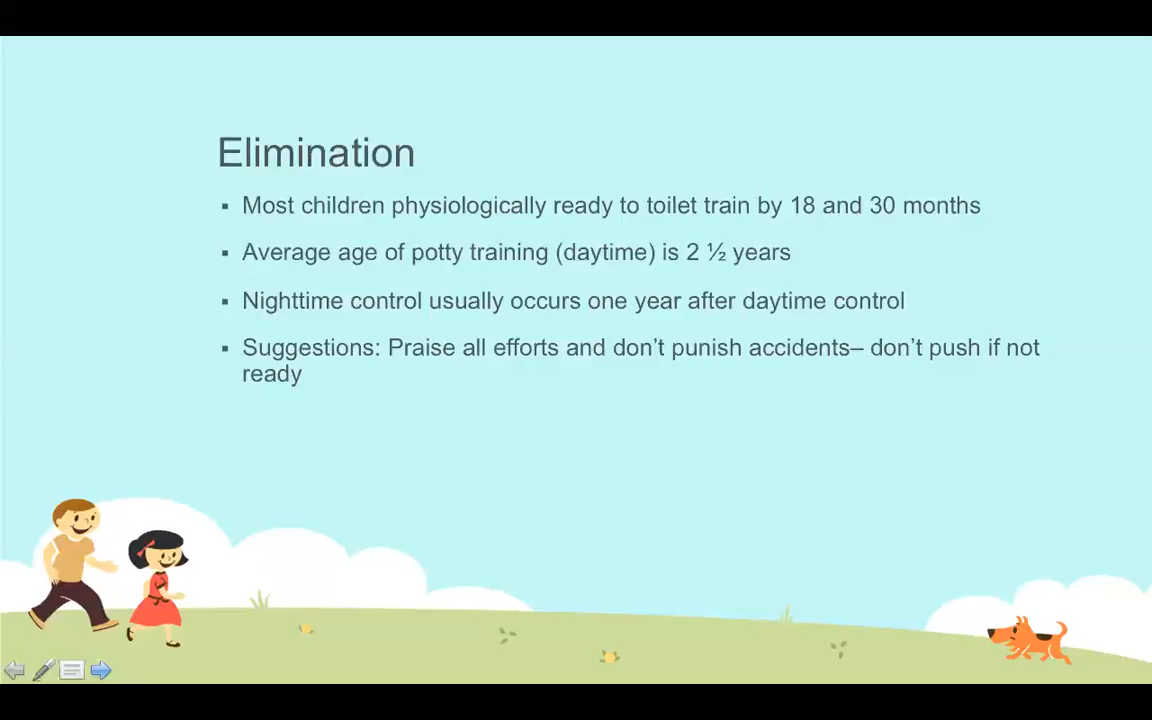 Elimination
▪ Most children physiologically ready to toilet train by 18 and 30 months
▪ Average age of potty training (daytime) is 2 ½ years
▪ Nighttime control usually occurs one year after daytime control
▪ Suggestions: Praise all efforts and don’t punish accidents– don’t push if not
ready